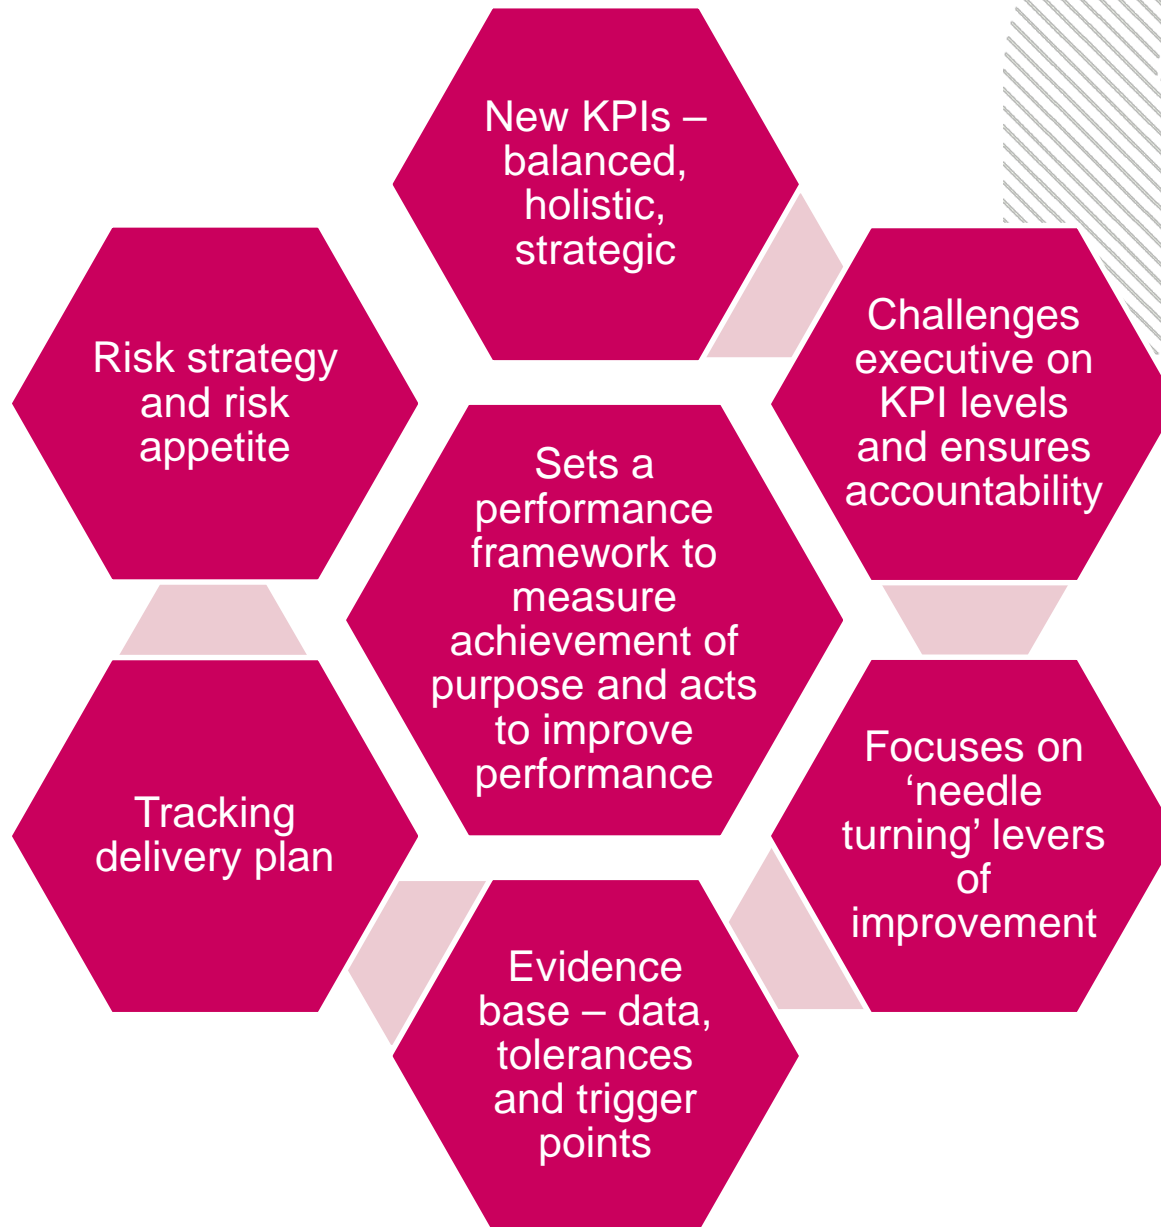 New KPIs –
balanced,
holistic,
strategic
Challenges
executive on
KPI levels
and ensures
accountability
Focuses on
‘needle
turning’ levers
of
improvement
Evidence
base – data,
tolerances
and trigger
points
Tracking
delivery plan
Risk strategy
and risk
appetite
Sets a
performance
framework to
measure
achievement of
purpose and acts
to improve
performance